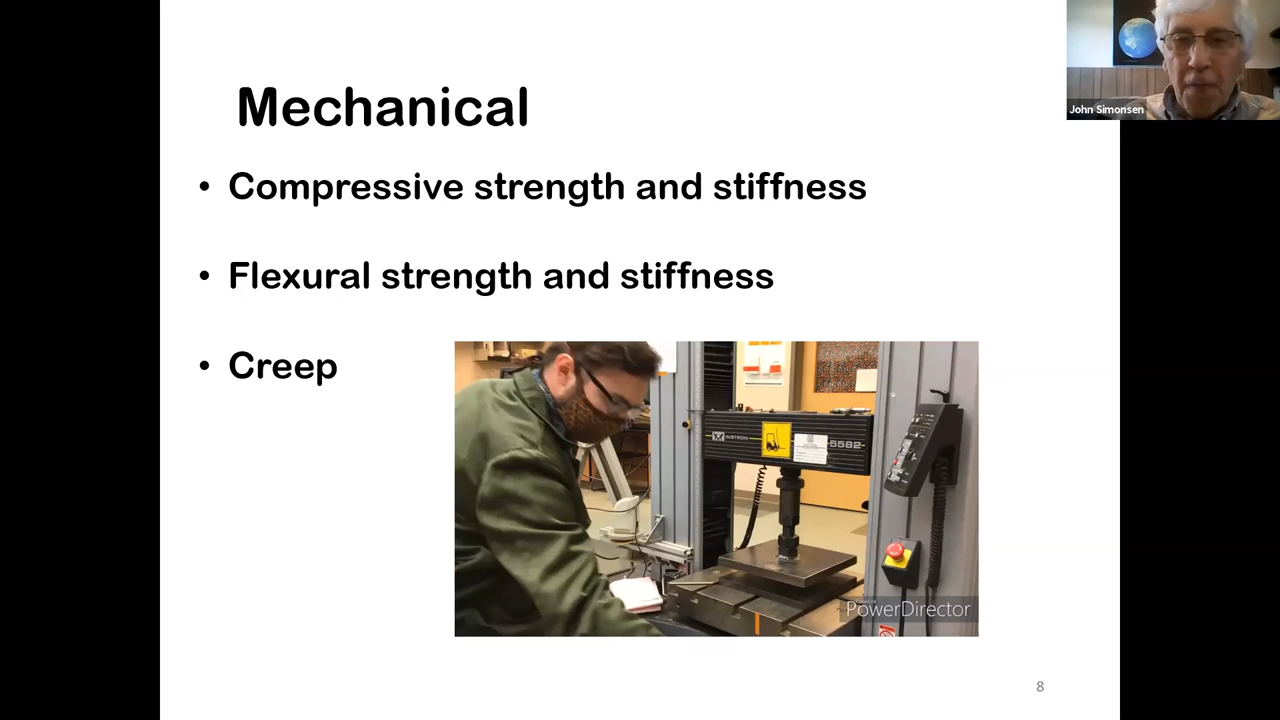 Mechanical
John Simonsen
• Compressive strength and stiffness
• Flexural strength and stiffness
• Creep
INSTRON
5582
PowerDirector
8